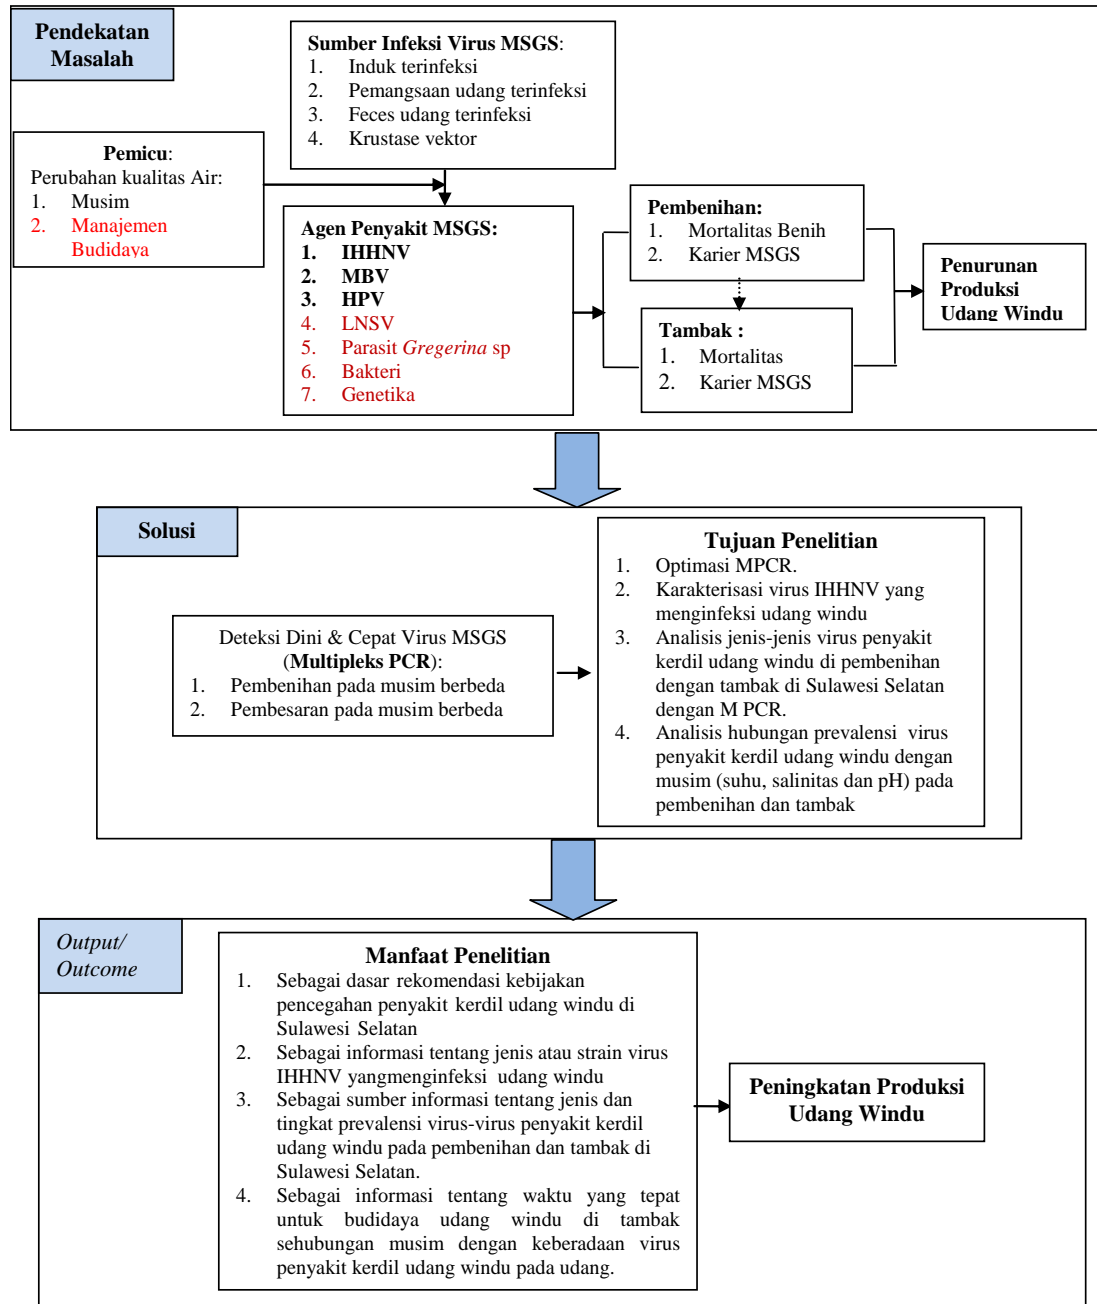 Pendekatan
Masalah
Sumber Infeksi Virus MSGS:
1. Induk terinfeksi
2. Pemangsaan udang terinfeksi
3. Feces udang terinfeksi
4. Krustase vektor
Pemicu:
Perubahan kualitas Air:
1. Musim
2. Manajemen
Budidaya
Agen Penyakit MSGS:
1. IHHNV
2. MBV
3. HPV
4. LNSV
5. Parasit Gregerina sp
6. Bakteri
7. Genetika
Pembenihan:
1. Mortalitas Benih
2. Karier MSGS
Tambak :
1. Mortalitas
2. Karier MSGS
Penurunan
Produksi
Udang Windu
Solusi
Deteksi Dini & Cepat Virus MSGS
(Multipleks PCR):
1. Pembenihan pada musim berbeda
2. Pembesaran pada musim berbeda
Tujuan Penelitian
1. Optimasi MPCR.
2. Karakterisasi virus IHHNV yang
menginfeksi udang windu
3. Analisis jenis-jenis virus penyakit
kerdil udang windu di pembenihan
dengan tambak di Sulawesi Selatan
dengan M PCR.
4. Analisis hubungan prevalensi virus
penyakit kerdil udang windu dengan
musim (suhu, salinitas dan pH) pada
pembenihan dan tambak
Output/
Outcome
Manfaat Penelitian
1. Sebagai dasar rekomendasi kebijakan
pencegahan penyakit kerdil udang windu di
Sulawesi Selatan
2. Sebagai informasi tentang jenis atau strain virus
IHHNV yangmenginfeksi udang windu
3. Sebagai sumber informasi tentang jenis dan
tingkat prevalensi virus-virus penyakit kerdil
udang windu pada pembenihan dan tambak di
Sulawesi Selatan.
4. Sebagai informasi tentang waktu yang tepat
untuk budidaya udang windu di tambak
sehubungan musim dengan keberadaan virus
penyakit kerdil udang windu pada udang.
Peningkatan Produksi
Udang Windu